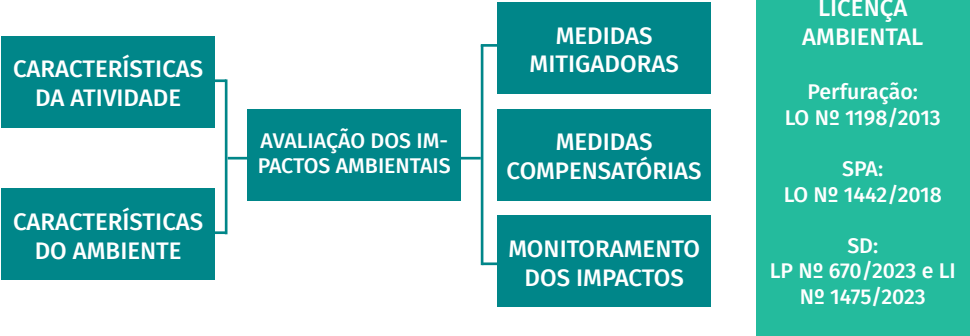 CARACTERÍSTICAS
DA ATIVIDADE
CARACTERÍSTICAS
DO AMBIENTE
AVALIAÇÃO DOS IM-
PACTOS AMBIENTAIS
MEDIDAS
MITIGADORAS
MEDIDAS
COMPENSATÓRIAS
MONITORAMENTO
DOS IMPACTOS
LICENÇA
AMBIENTAL
Perfuração:
LO Nº 1198/2013
SPA:
LO Nº 1442/2018
SD:
LP Nº 670/2023 e LI
Nº 1475/2023